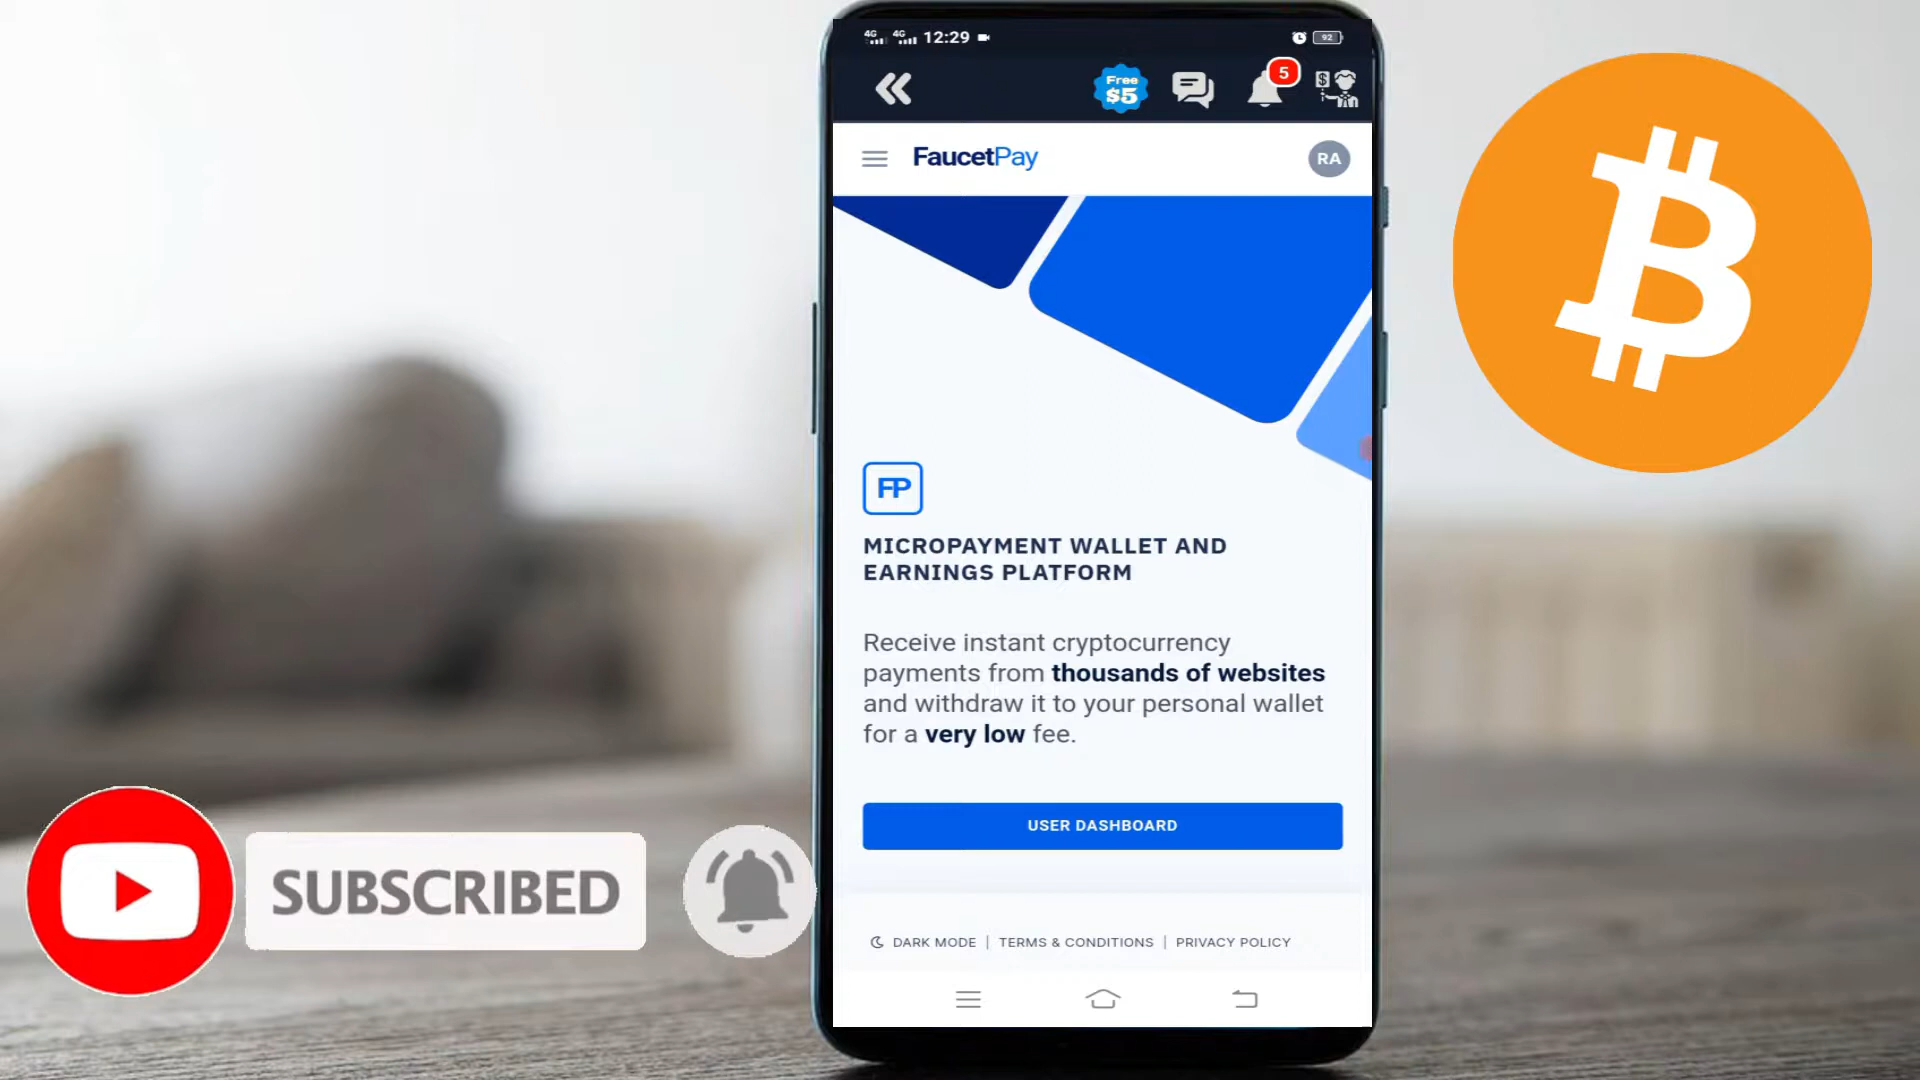 4G 4G 12:29 92
Free
$5
5
$
FaucetPay
RA
FP
MICROPAYMENT WALLET AND
EARNINGS PLATFORM
Receive instant cryptocurrency
payments from thousands of websites
and withdraw it to your personal wallet
for a very low fee.
USER DASHBOARD
DARK MODE | TERMS & CONDITIONS | PRIVACY POLICY
SUBSCRIBED